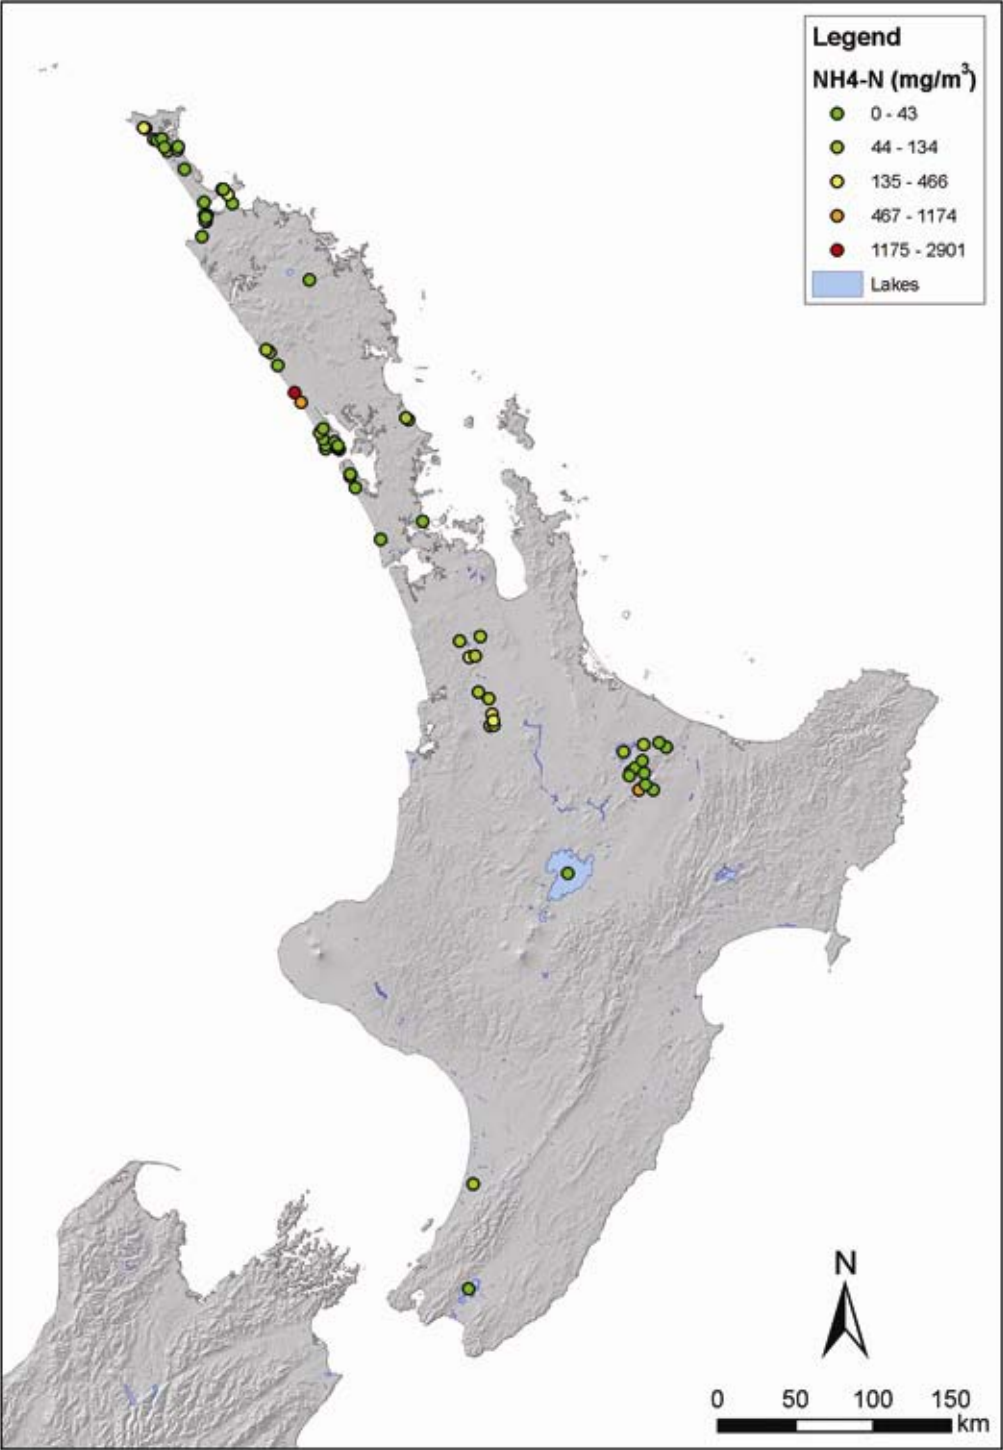 Legend
NH4-N (mg/m³)
0 - 43
44 - 134
135 - 466
467 - 1174
1175 - 2901
Lakes
N
0 50 100 150
km